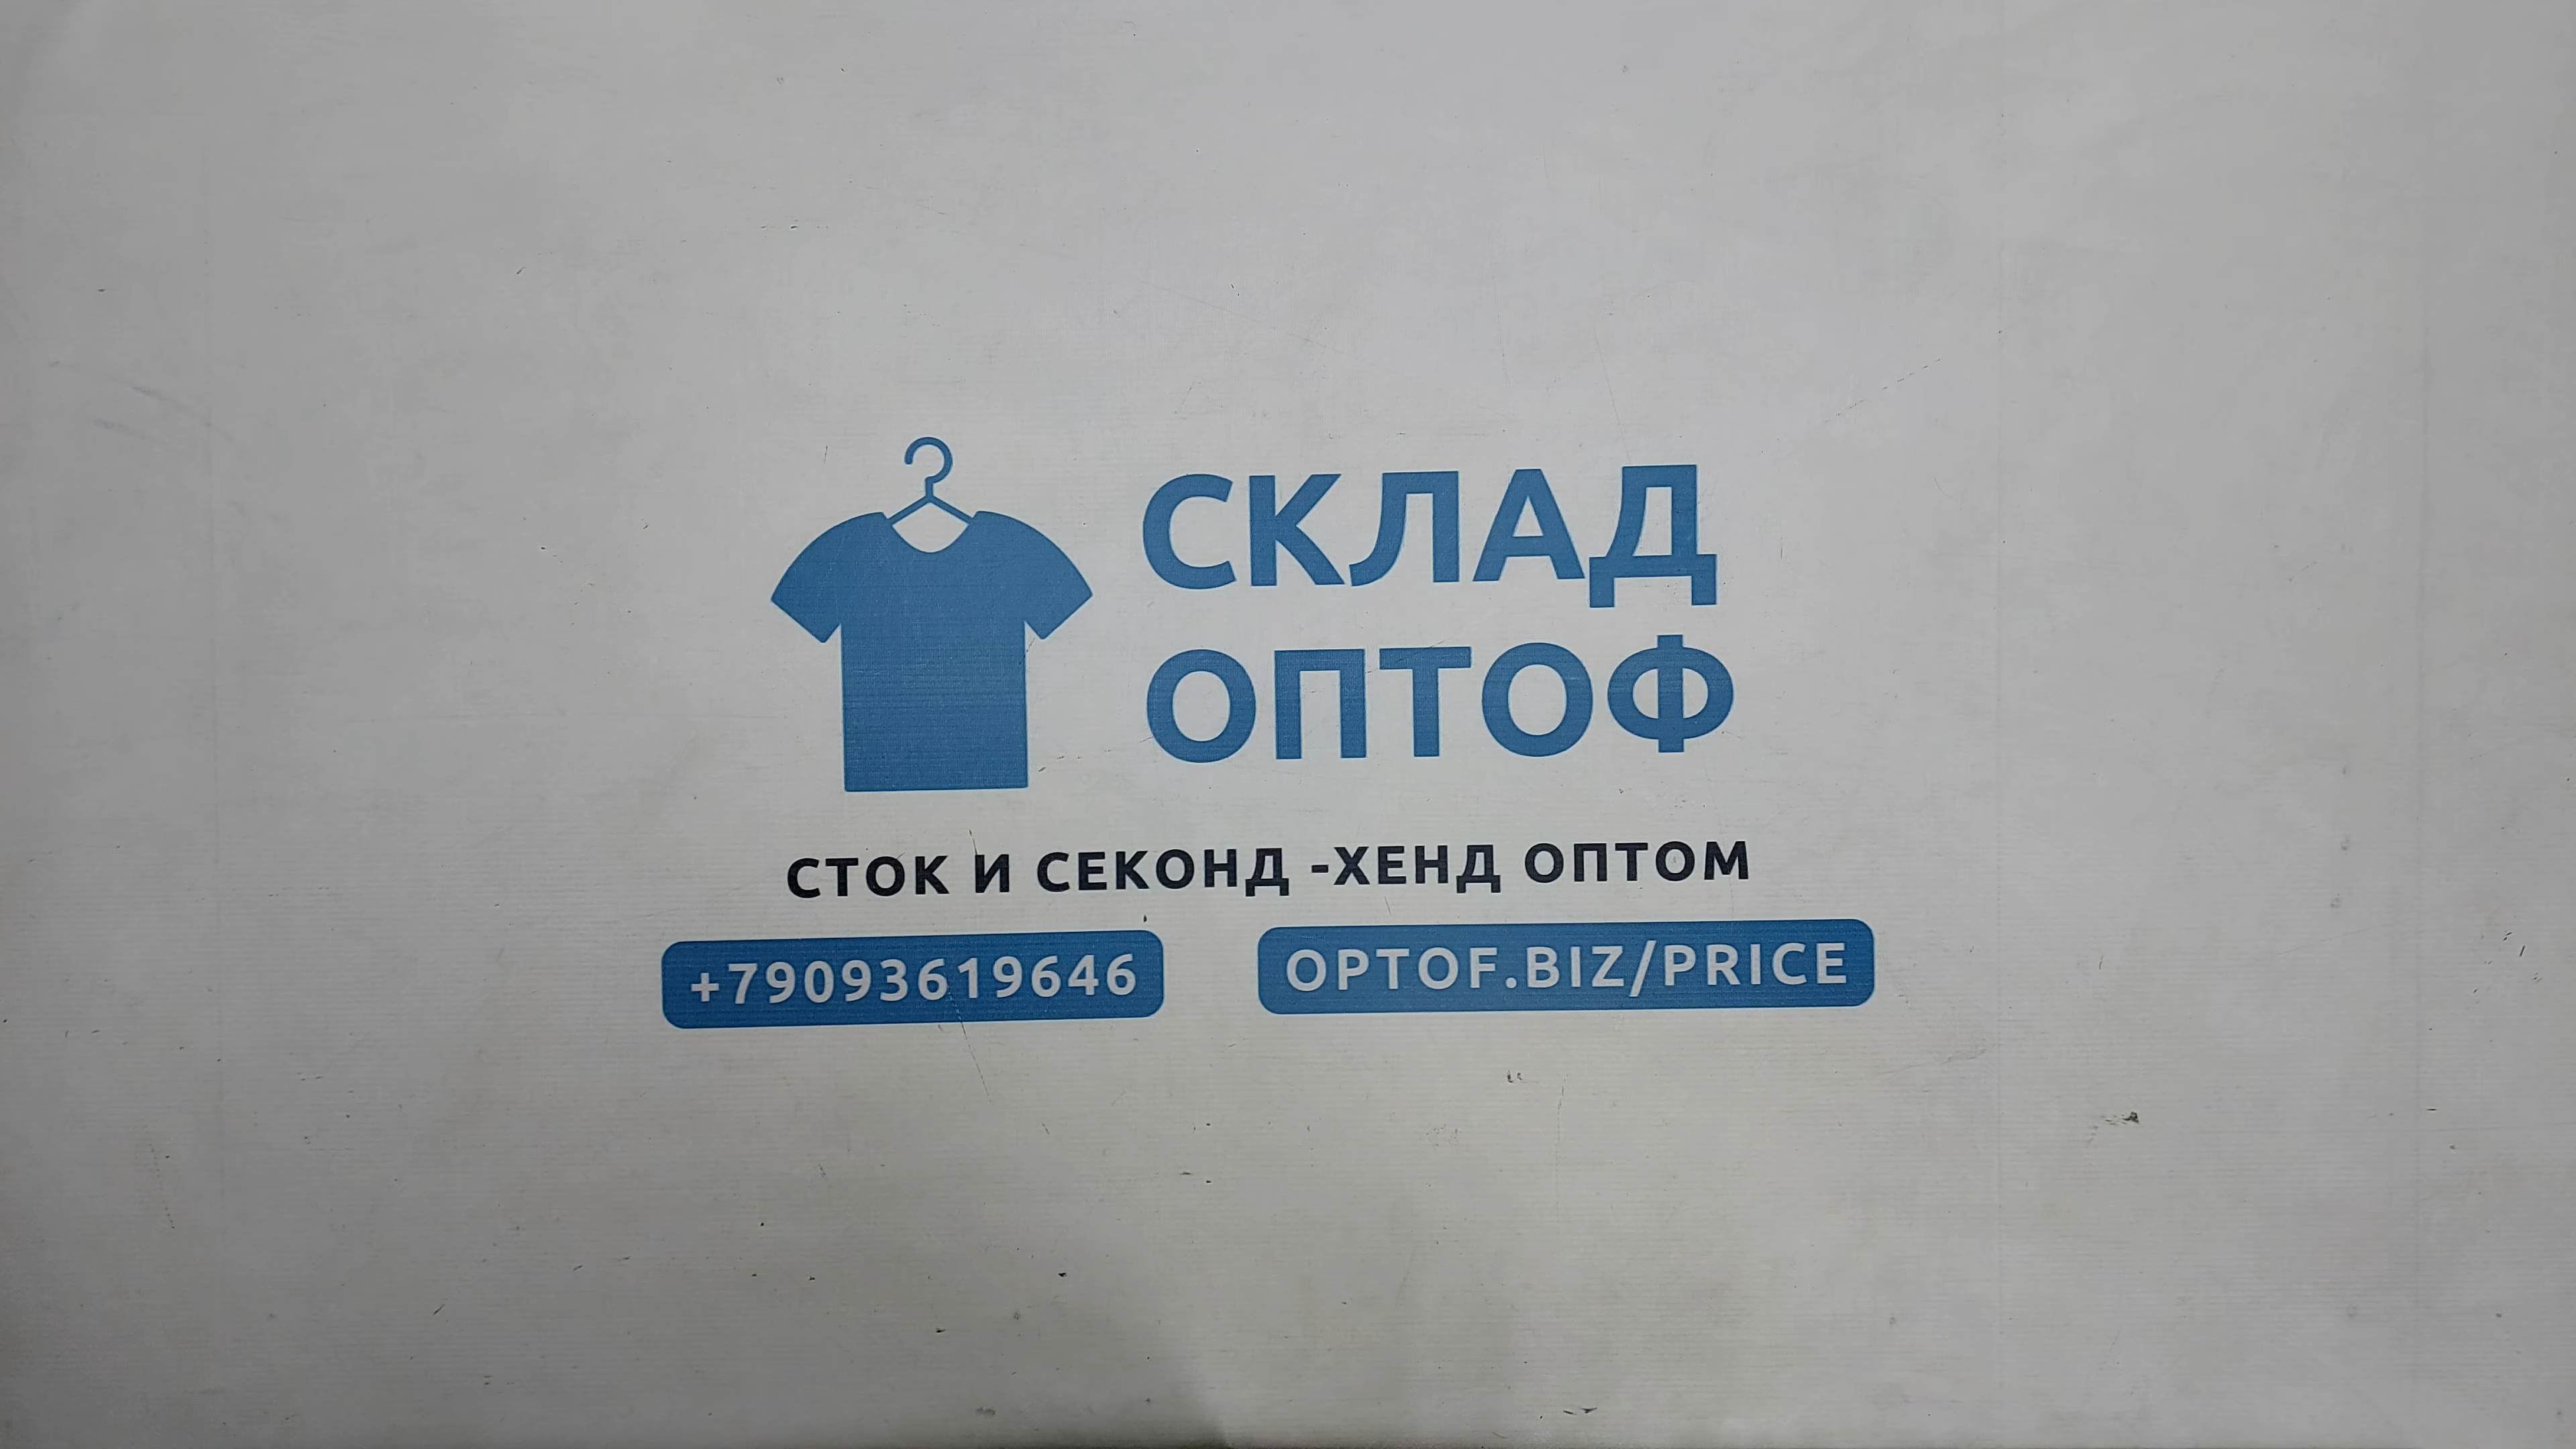 СКЛАД
ОПТОФ
СТОК И СЕКОНД -ХЕНД ОПТОМ
+79093619646
OPTOF.BIZ/PRICE